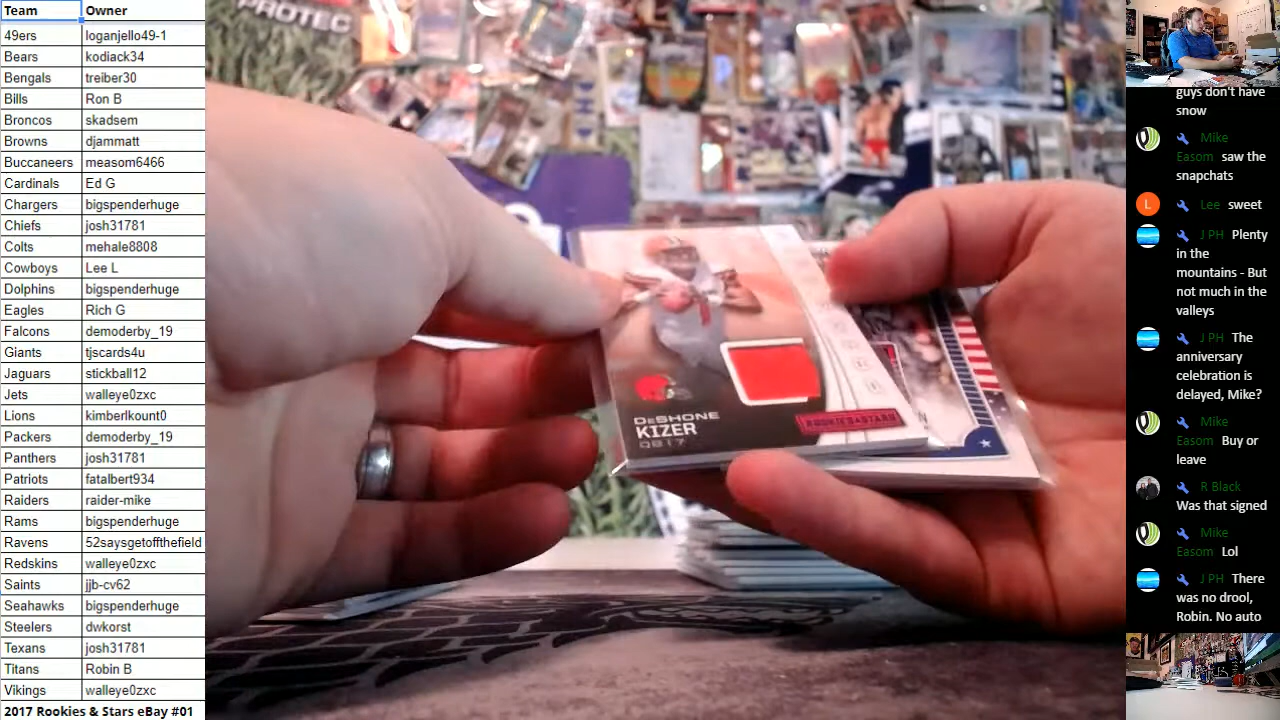 Team Owner
49ers loganjello49-1
Bears kodiack34
Bengals treiber30
Bills Ron B
Broncos skadsem
Browns djammatt
Buccaneers measom6466
Cardinals Ed G
Chargers bigspenderhuge
Chiefs josh31781
Colts mehale8808
Cowboys Lee L
Dolphins bigspenderhuge
Eagles Rich G
Falcons demoderby_19
Giants tjscards4u
Jaguars stickball12
Jets walleye0zxc
Lions kimberlkount0
Packers demoderby_19
Panthers josh31781
Patriots fatalbert934
Raiders raider-mike
Rams bigspenderhuge
Ravens 52saysgetoffthefield
Redskins walleye0zxc
Saints jjb-cv62
Seahawks bigspenderhuge
Steelers dwkorst
Texans josh31781
Titans Robin B
Vikings walleye0zxc
2017 Rookies & Stars eBay #01
PROTEC
DeSHONE
KIZER
QB17
ROOKIES & STARS
guys don't have
snow
Mike
Easom saw the
snapchats
L Lee sweet
J PH Plenty
in the
mountains - But
not much in the
valleys
J PH The
anniversary
celebration is
delayed, Mike?
Mike
Easom Buy or
leave
R Black
Was that signed
Mike
Easom Lol
J PH There
was no drool,
Robin. No auto